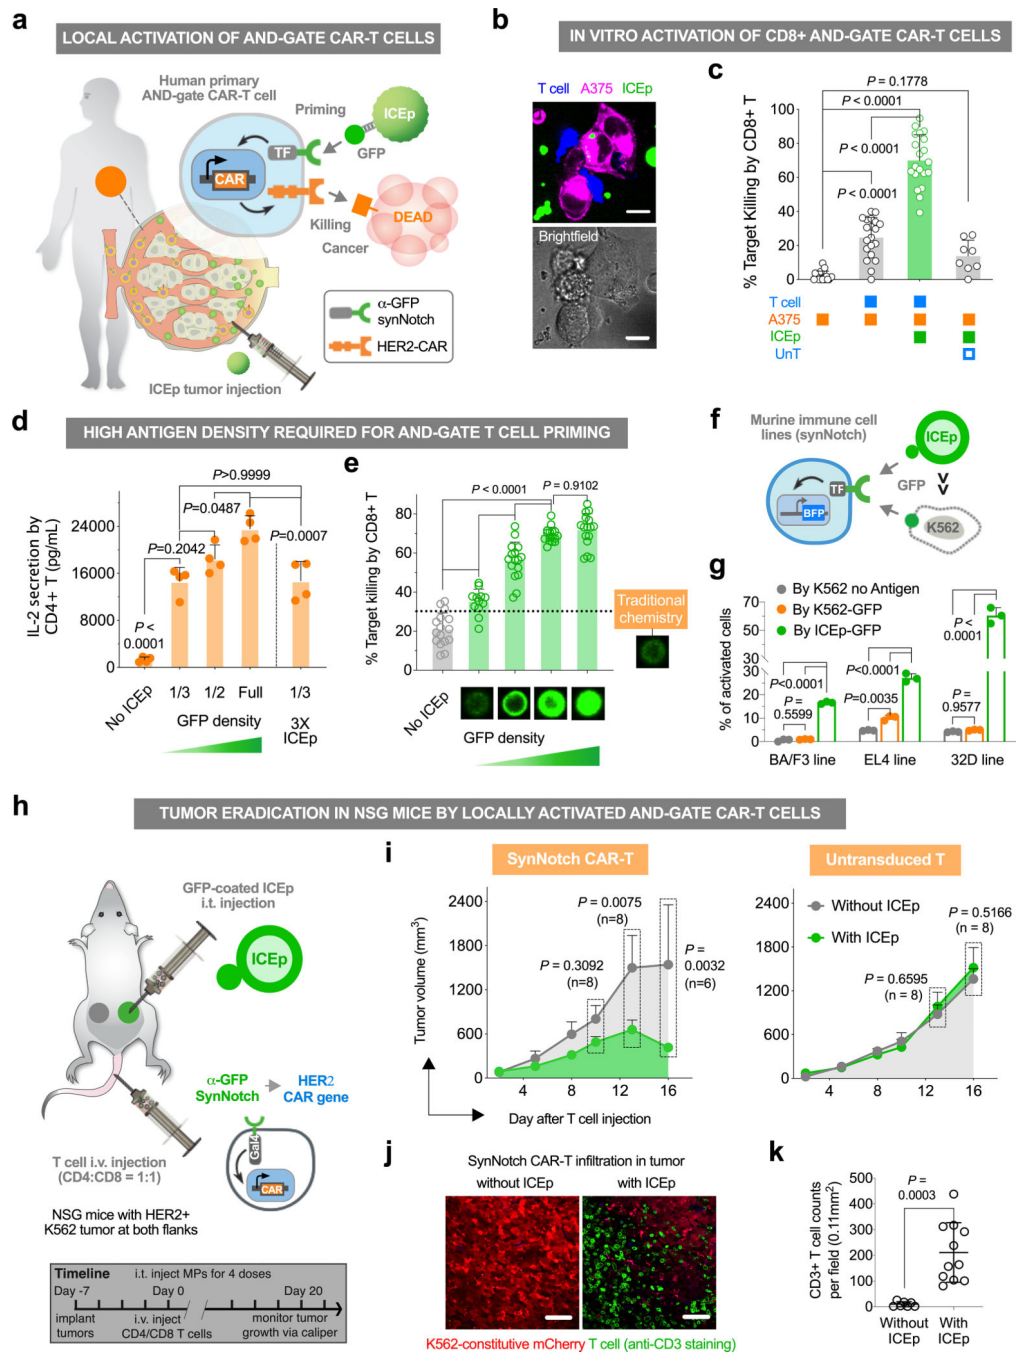 a
LOCAL ACTIVATION OF AND-GATE CAR-T CELLS
Human primary
AND-gate CAR-T cell
Priming
ICEp
GFP
TF
CAR
Killing
Cancer
DEAD
α-GFP
synNotch
HER2-CAR
ICEp tumor injection
b
IN VITRO ACTIVATION OF CD8+ AND-GATE CAR-T CELLS
T cell A375 ICEp
Brightfield
c
P = 0.1778
P < 0.0001
P < 0.0001
P < 0.0001
% Target Killing by CD8+ T
100
80
60
40
20
0
T cell
A375
ICEp
UnT
d
HIGH ANTIGEN DENSITY REQUIRED FOR AND-GATE T CELL PRIMING
P>0.9999
P=0.0487
P=0.2042
P=0.0007
P <
0.0001
IL-2 secretion by
CD4+ T (pg/mL)
24000
16000
8000
0
No ICEp
1/3
1/2
Full
1/3
GFP density
3X
ICEp
e
P < 0.0001
P = 0.9102
% Target killing by CD8+ T
80
60
40
20
0
Traditional
chemistry
No ICEp
GFP density
f
Murine immune cell
lines (synNotch)
ICEp
TF
GFP
BFP
K562
g
By K562 no Antigen
By K562-GFP
By ICEp-GFP
% of activated cells
70
50
30
30
20
10
0
P<0.0001
P =
0.5599
P<0.0001
P=0.0035
P <
0.0001
P =
0.9577
BA/F3 line
EL4 line
32D line
h
TUMOR ERADICATION IN NSG MICE BY LOCALLY ACTIVATED AND-GATE CAR-T CELLS
GFP-coated ICEp
i.t. injection
ICEp
α-GFP
SynNotch
HER2
CAR gene
Gal4
CAR
T cell i.v. injection
(CD4:CD8 = 1:1)
NSG mice with HER2+
K562 tumor at both flanks
Timeline
i.t. inject MPs for 4 doses
Day -7
Day 0
Day 20
implant
tumors
i.v. inject
CD4/CD8 T cells
monitor tumor
growth via caliper
i
SynNotch CAR-T
Tumor volume (mm3)
2400
1800
1200
600
0
P = 0.0075
(n=8)
P = 0.3092
(n=8)
P =
0.0032
(n=6)
4
8
12
16
Day after T cell injection
Untransduced T
Without ICEp
With ICEp
2400
1800
1200
600
0
P = 0.5166
(n = 8)
P = 0.6595
(n = 8)
4
8
12
16
j
SynNotch CAR-T infiltration in tumor
without ICEp
with ICEp
K562-constitutive mCherry T cell (anti-CD3 staining)
k
P =
0.0003
CD3+ T cell counts
per field (0.11mm2)
500
400
300
200
100
0
Without
ICEp
With
ICEp